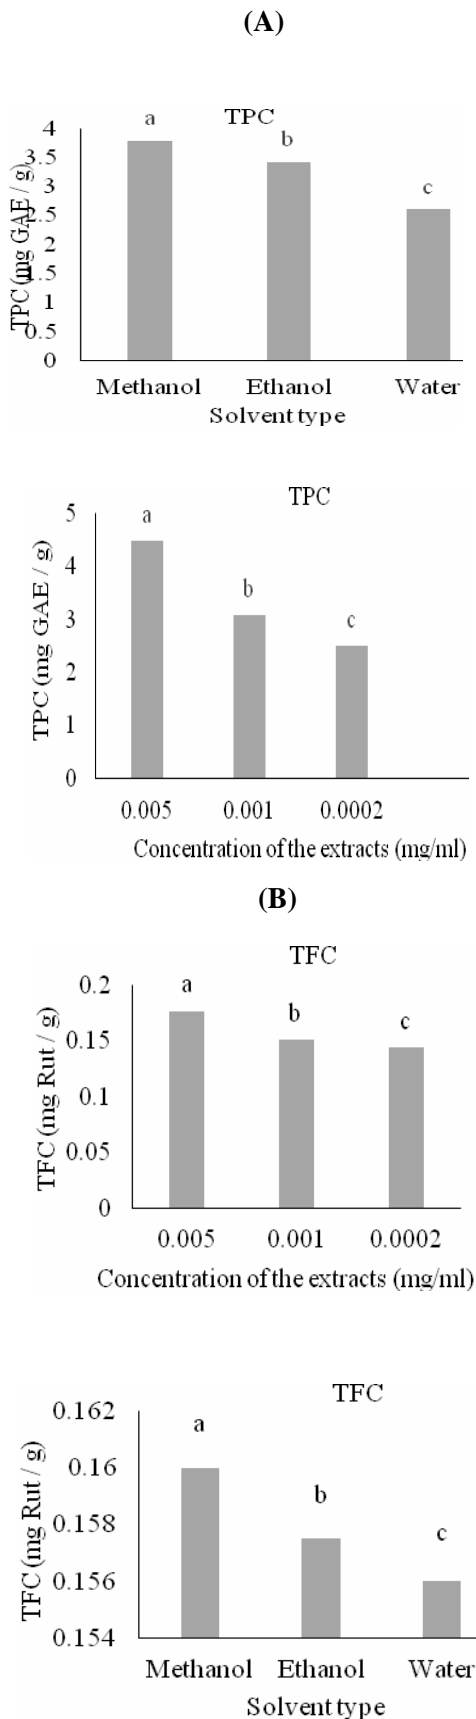 (A)
TPC
a
b
c
4
3.5
3
2.5
2
1.5
1
0.5
0
TPC (mg GAE / g)
Methanol Ethanol Water
Solvent type
TPC
a
b
c
5
4
3
2
1
0
TPC (mg GAE / g)
0.005 0.001 0.0002
Concentration of the extracts (mg/ml)
(B)
TFC
a
b
c
0.2
0.15
0.1
0.05
0
TFC (mg Rut / g)
0.005 0.001 0.0002
Concentration of the extracts (mg/ml)
TFC
a
b
c
0.162
0.16
0.158
0.156
0.154
TFC (mg Rut / g)
Methanol Ethanol Water
Solvent type